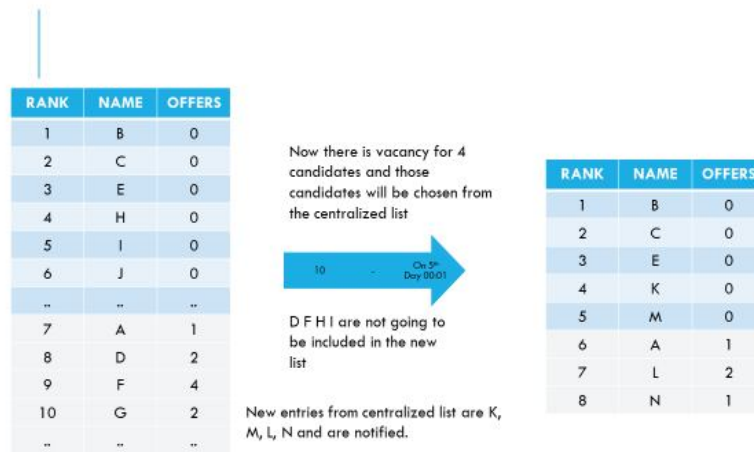 RANK NAME OFFERS
1 B 0
2 C 0
3 E 0
4 H 0
5 I 0
6 J 0
.. .. ..
7 A 1
8 D 2
9 F 4
10 G 2
.. .. ..
Now there is vacancy for 4
candidates and those
candidates will be chosen from
the centralized list
10 - On 5th
Day 00:01
D F H I are not going to
be included in the new
list
New entries from centralized list are K,
M, L, N and are notified.
RANK NAME OFFERS
1 B 0
2 C 0
3 E 0
4 K 0
5 M 0
6 A 1
7 L 2
8 N 1